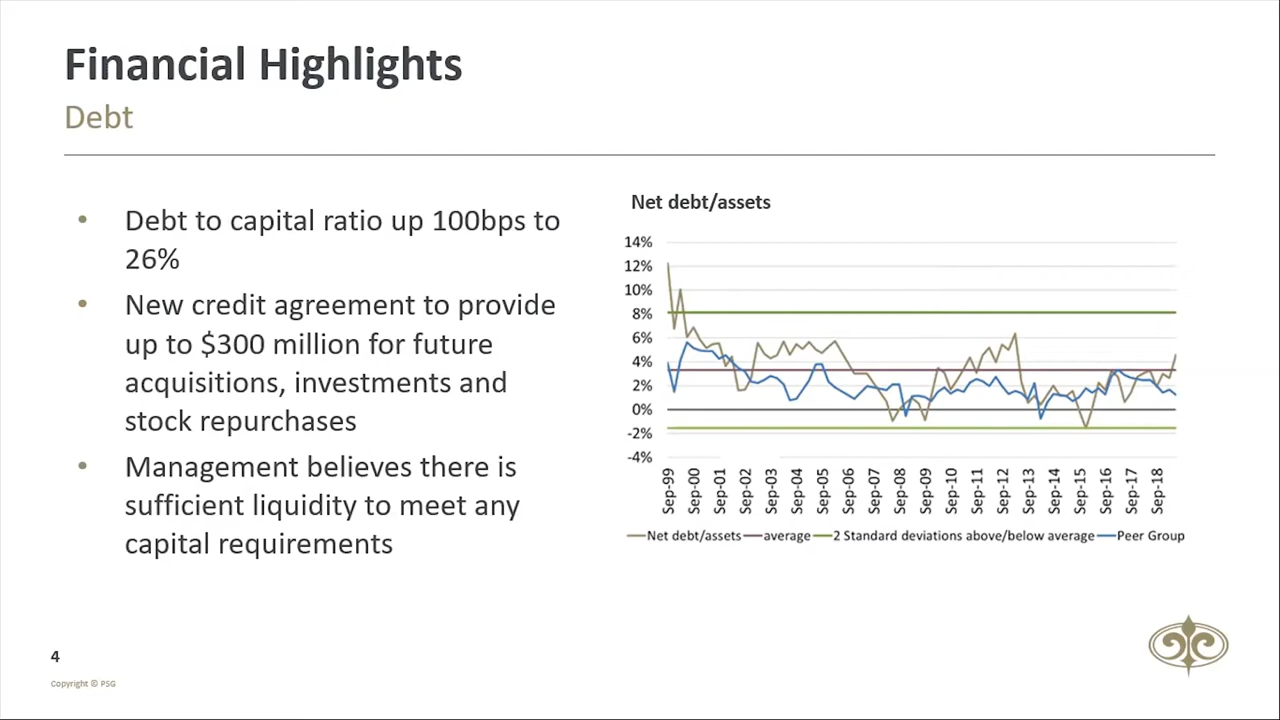 Financial Highlights
Debt
• Debt to capital ratio up 100bps to
26%
• New credit agreement to provide
up to $300 million for future
acquisitions, investments and
stock repurchases
• Management believes there is
sufficient liquidity to meet any
capital requirements
Net debt/assets
14%
12%
10%
8%
6%
4%
2%
0%
-2%
-4%
Sep-99
Sep-00
Sep-01
Sep-02
Sep-03
Sep-04
Sep-05
Sep-06
Sep-07
Sep-08
Sep-09
Sep-10
Sep-11
Sep-12
Sep-13
Sep-14
Sep-15
Sep-16
Sep-17
Sep-18
Net debt/assets average 2 Standard deviations above/below average Peer Group
4
Copyright © PSG